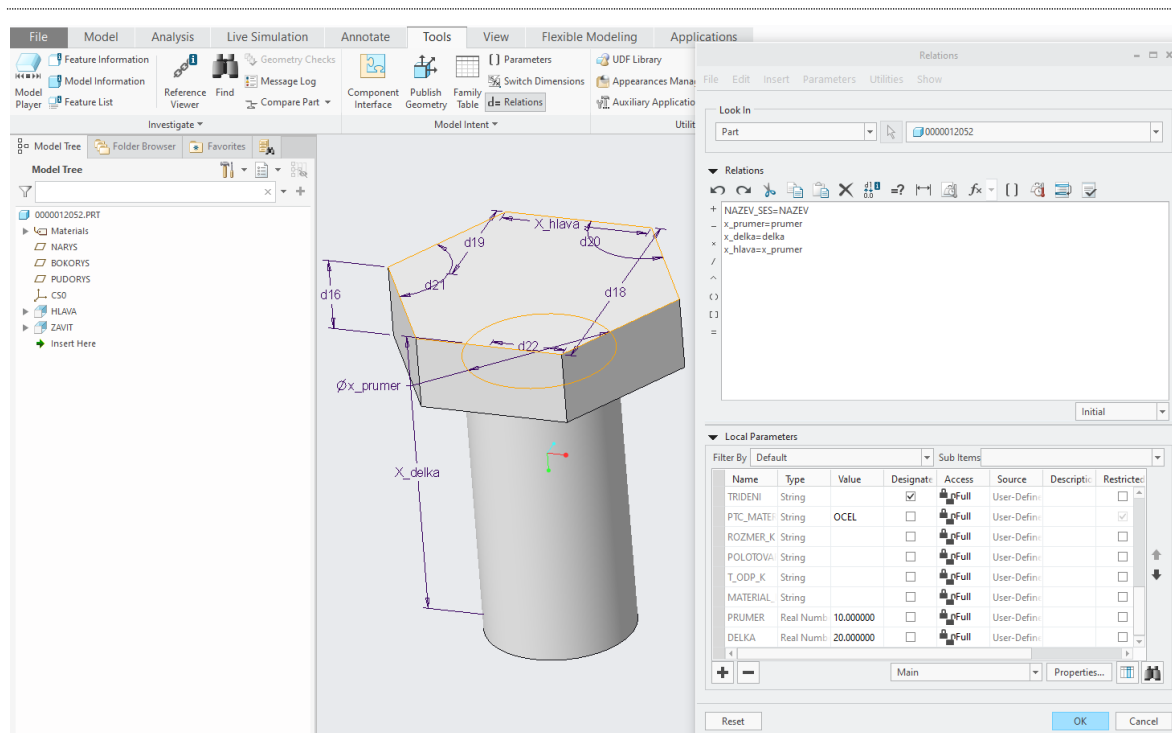 File Model Analysis Live Simulation Annotate Tools View Flexible Modeling Applications
Model Player
Feature Information
Model Information
Feature List
Reference Viewer
Find
Geometry Checks
Message Log
Compare Part
Investigate
Component Interface
Publish Geometry
Family Table
[ ] Parameters
Switch Dimensions
d= Relations
Model Intent
UDF Library
Appearances Mana
Auxiliary Applicatio
Utilit
Model Tree Folder Browser Favorites
Model Tree
0000012052.PRT
Materials
NARYS
BOKORYS
PUDORYS
CS0
HLAVA
ZAVIT
Insert Here
X_hlava
d19
d20
d21
d16
d18
d22
Øx_prumer
X_delka
Relations
File Edit Insert Parameters Utilities Show
Look In
Part 0000012052
Relations
=? fx [ ]
+ NAZEV_SES=NAZEV
– x_prumer=prumer
× x_delka=delka
/ x_hlava=x_prumer
^
( )
[ ]
=
Initial
Local Parameters
Filter By Default Sub Items
Name Type Value Designate Access Source Descriptic Restricted
TRIDENI String Full User-Define
PTC_MATER String OCEL Full User-Define
ROZMER_K String Full User-Define
POLOTOVA String Full User-Define
T_ODP_K String Full User-Define
MATERIAL_ String Full User-Define
PRUMER Real Numb 10.000000 Full User-Define
DELKA Real Numb 20.000000 Full User-Define
Main Properties...
Reset OK Cancel